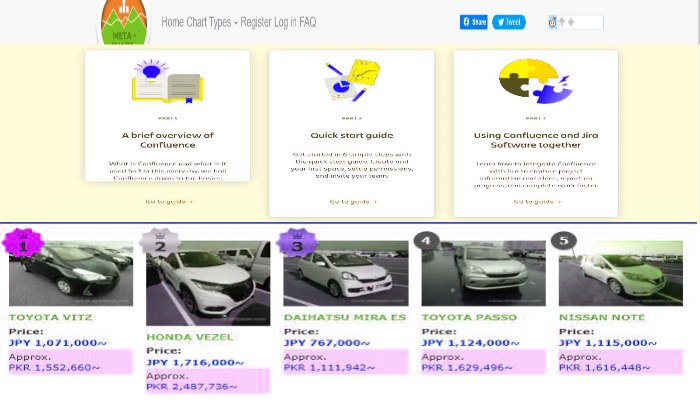 META -
Home Chart Types Register Log in FAQ
Share
Tweet
PART 1
A brief overview of
Confluence
What is Confluence and what is it
used for? In this overview, we boil
Confluence down to the basics.
Go to guide →
PART 2
Quick start guide
Get started in 6 simple steps with
the quick start guide. Create and
your first space, setup permissions,
and invite your team.
Go to guide →
Using Confluence and Jira
Software together
Learn how to integrate Confluence
with Jira to capture project
information and ideas, report on
progress, and complete work faster.
Go to guide →
1
TOYOTA VITZ
Price:
JPY 1,071,000~
Approx.
PKR 1,552,660~
2
HONDA VEZEL
Price:
JPY 1,716,000~
Approx.
PKR 2,487,736~
3
DAIHATSU MIRA ES
Price:
JPY 767,000~
Approx.
PKR 1,111,942~
4
TOYOTA PASSO
Price:
JPY 1,124,000~
Approx.
PKR 1,629,496~
5
NISSAN NOTE
Price:
JPY 1,115,000~
Approx.
PKR 1,616,448~